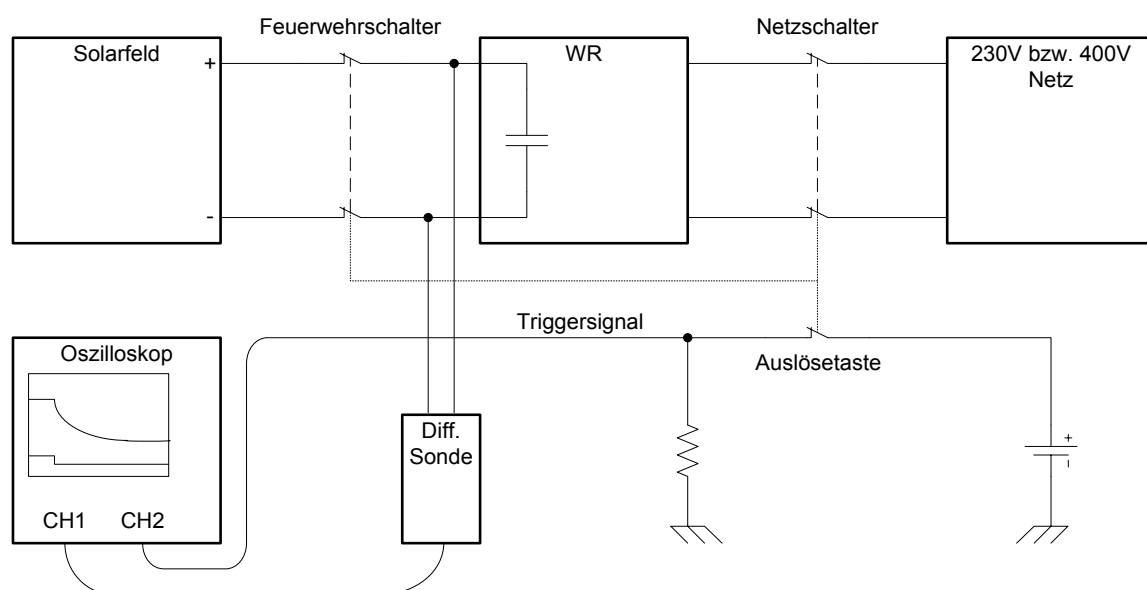 Feuerwehrschalter
Netzschalter
Solarfeld
+
-
WR
230V bzw. 400V
Netz
Triggersignal
Auslösetaste
Oszilloskop
CH1 CH2
Diff.
Sonde
+
-